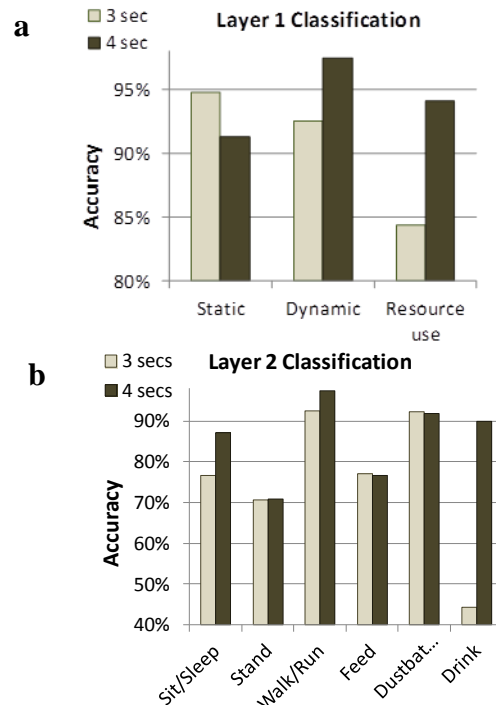 a
3 sec
4 sec
Layer 1 Classification
Accuracy
95%
90%
85%
80%
Static
Dynamic
Resource
use
b
3 secs
4 secs
Layer 2 Classification
Accuracy
90%
80%
70%
60%
50%
40%
Sit/Sleep
Stand
Walk/Run
Feed
Dustbat...
Drink